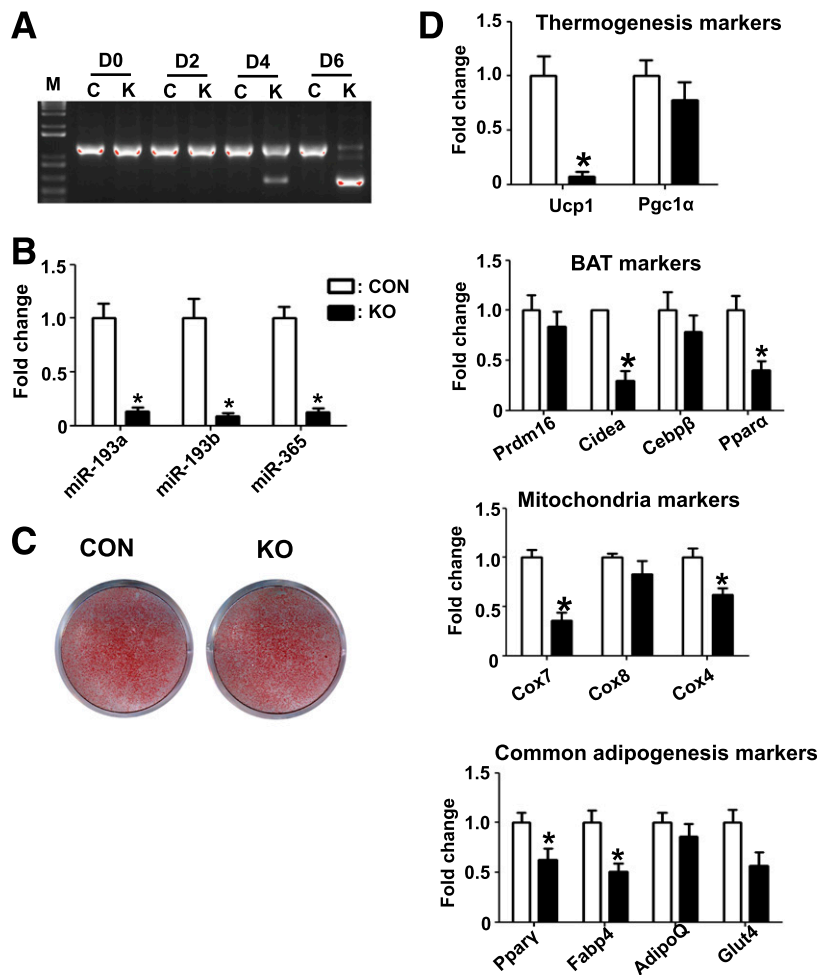 A
D0 D2 D4 D6
M C K C K C K C K
B
1.5
1.0
0.5
0
Fold change
: CON
: KO
* * *
miR-193a miR-193b miR-365
C
CON KO
D
Thermogenesis markers
1.5
1.0
0.5
0
Fold change
*
Ucp1 Pgc1α
BAT markers
1.5
1.0
0.5
0
Fold change
* *
Prdm16 Cidea Cebpβ Pparα
Mitochondria markers
1.5
1.0
0.5
0
Fold change
* *
Cox7 Cox8 Cox4
Common adipogenesis markers
1.5
1.0
0.5
0
Fold change
* *
Pparγ Fabp4 AdipoQ Glut4